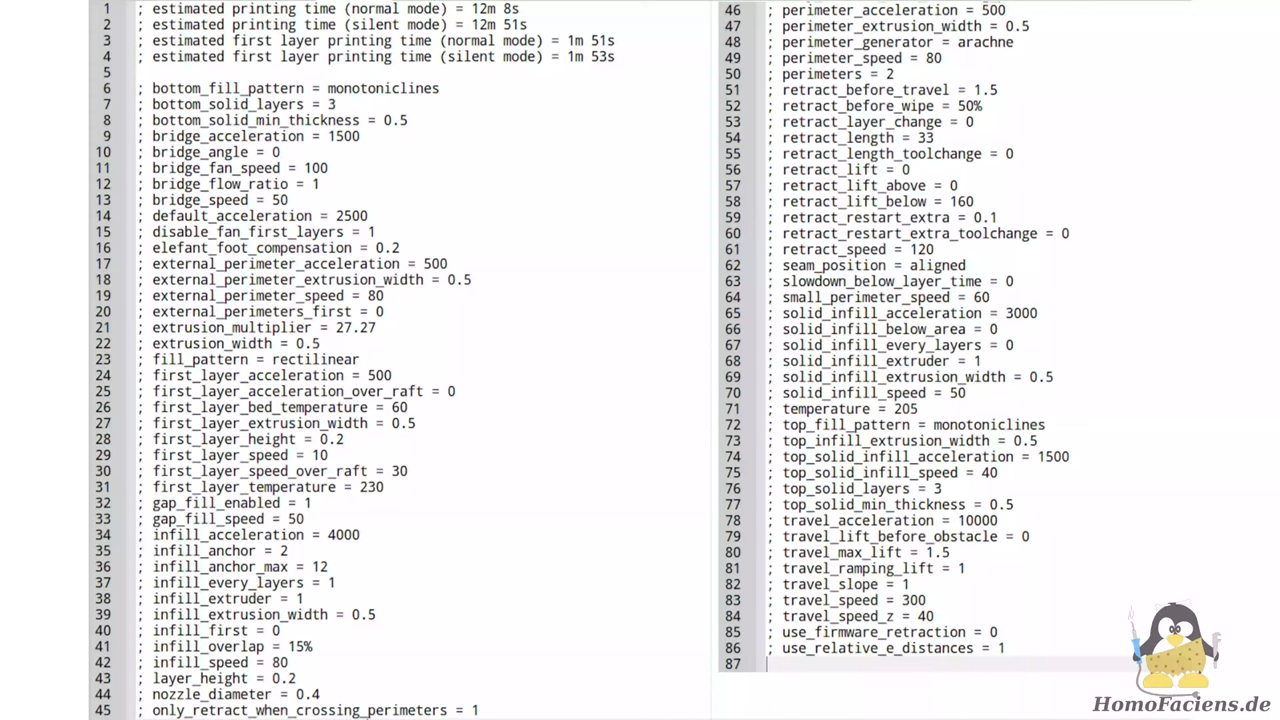 1 ; estimated printing time (normal mode) = 12m 8s
2 ; estimated printing time (silent mode) = 12m 51s
3 ; estimated first layer printing time (normal mode) = 1m 51s
4 ; estimated first layer printing time (silent mode) = 1m 53s
5
6 ; bottom_fill_pattern = monotoniclines
7 ; bottom_solid_layers = 3
8 ; bottom_solid_min_thickness = 0.5
9 ; bridge_acceleration = 1500
10 ; bridge_angle = 0
11 ; bridge_fan_speed = 100
12 ; bridge_flow_ratio = 1
13 ; bridge_speed = 50
14 ; default_acceleration = 2500
15 ; disable_fan_first_layers = 1
16 ; elefant_foot_compensation = 0.2
17 ; external_perimeter_acceleration = 500
18 ; external_perimeter_extrusion_width = 0.5
19 ; external_perimeter_speed = 80
20 ; external_perimeters_first = 0
21 ; extrusion_multiplier = 27.27
22 ; extrusion_width = 0.5
23 ; fill_pattern = rectilinear
24 ; first_layer_acceleration = 500
25 ; first_layer_acceleration_over_raft = 0
26 ; first_layer_bed_temperature = 60
27 ; first_layer_extrusion_width = 0.5
28 ; first_layer_height = 0.2
29 ; first_layer_speed = 10
30 ; first_layer_speed_over_raft = 30
31 ; first_layer_temperature = 230
32 ; gap_fill_enabled = 1
33 ; gap_fill_speed = 50
34 ; infill_acceleration = 4000
35 ; infill_anchor = 2
36 ; infill_anchor_max = 12
37 ; infill_every_layers = 1
38 ; infill_extruder = 1
39 ; infill_extrusion_width = 0.5
40 ; infill_first = 0
41 ; infill_overlap = 15%
42 ; infill_speed = 80
43 ; layer_height = 0.2
44 ; nozzle_diameter = 0.4
45 ; only_retract_when_crossing_perimeters = 1
46 ; perimeter_acceleration = 500
47 ; perimeter_extrusion_width = 0.5
48 ; perimeter_generator = arachne
49 ; perimeter_speed = 80
50 ; perimeters = 2
51 ; retract_before_travel = 1.5
52 ; retract_before_wipe = 50%
53 ; retract_layer_change = 0
54 ; retract_length = 33
55 ; retract_length_toolchange = 0
56 ; retract_lift = 0
57 ; retract_lift_above = 0
58 ; retract_lift_below = 160
59 ; retract_restart_extra = 0.1
60 ; retract_restart_extra_toolchange = 0
61 ; retract_speed = 120
62 ; seam_position = aligned
63 ; slowdown_below_layer_time = 0
64 ; small_perimeter_speed = 60
65 ; solid_infill_acceleration = 3000
66 ; solid_infill_below_area = 0
67 ; solid_infill_every_layers = 0
68 ; solid_infill_extruder = 1
69 ; solid_infill_extrusion_width = 0.5
70 ; solid_infill_speed = 50
71 ; temperature = 205
72 ; top_fill_pattern = monotoniclines
73 ; top_infill_extrusion_width = 0.5
74 ; top_solid_infill_acceleration = 1500
75 ; top_solid_infill_speed = 40
76 ; top_solid_layers = 3
77 ; top_solid_min_thickness = 0.5
78 ; travel_acceleration = 10000
79 ; travel_lift_before_obstacle = 0
80 ; travel_max_lift = 1.5
81 ; travel_ramping_lift = 1
82 ; travel_slope = 1
83 ; travel_speed = 300
84 ; travel_speed_z = 40
85 ; use_firmware_retraction = 0
86 ; use_relative_e_distances = 1
87
HomoFaciens.de